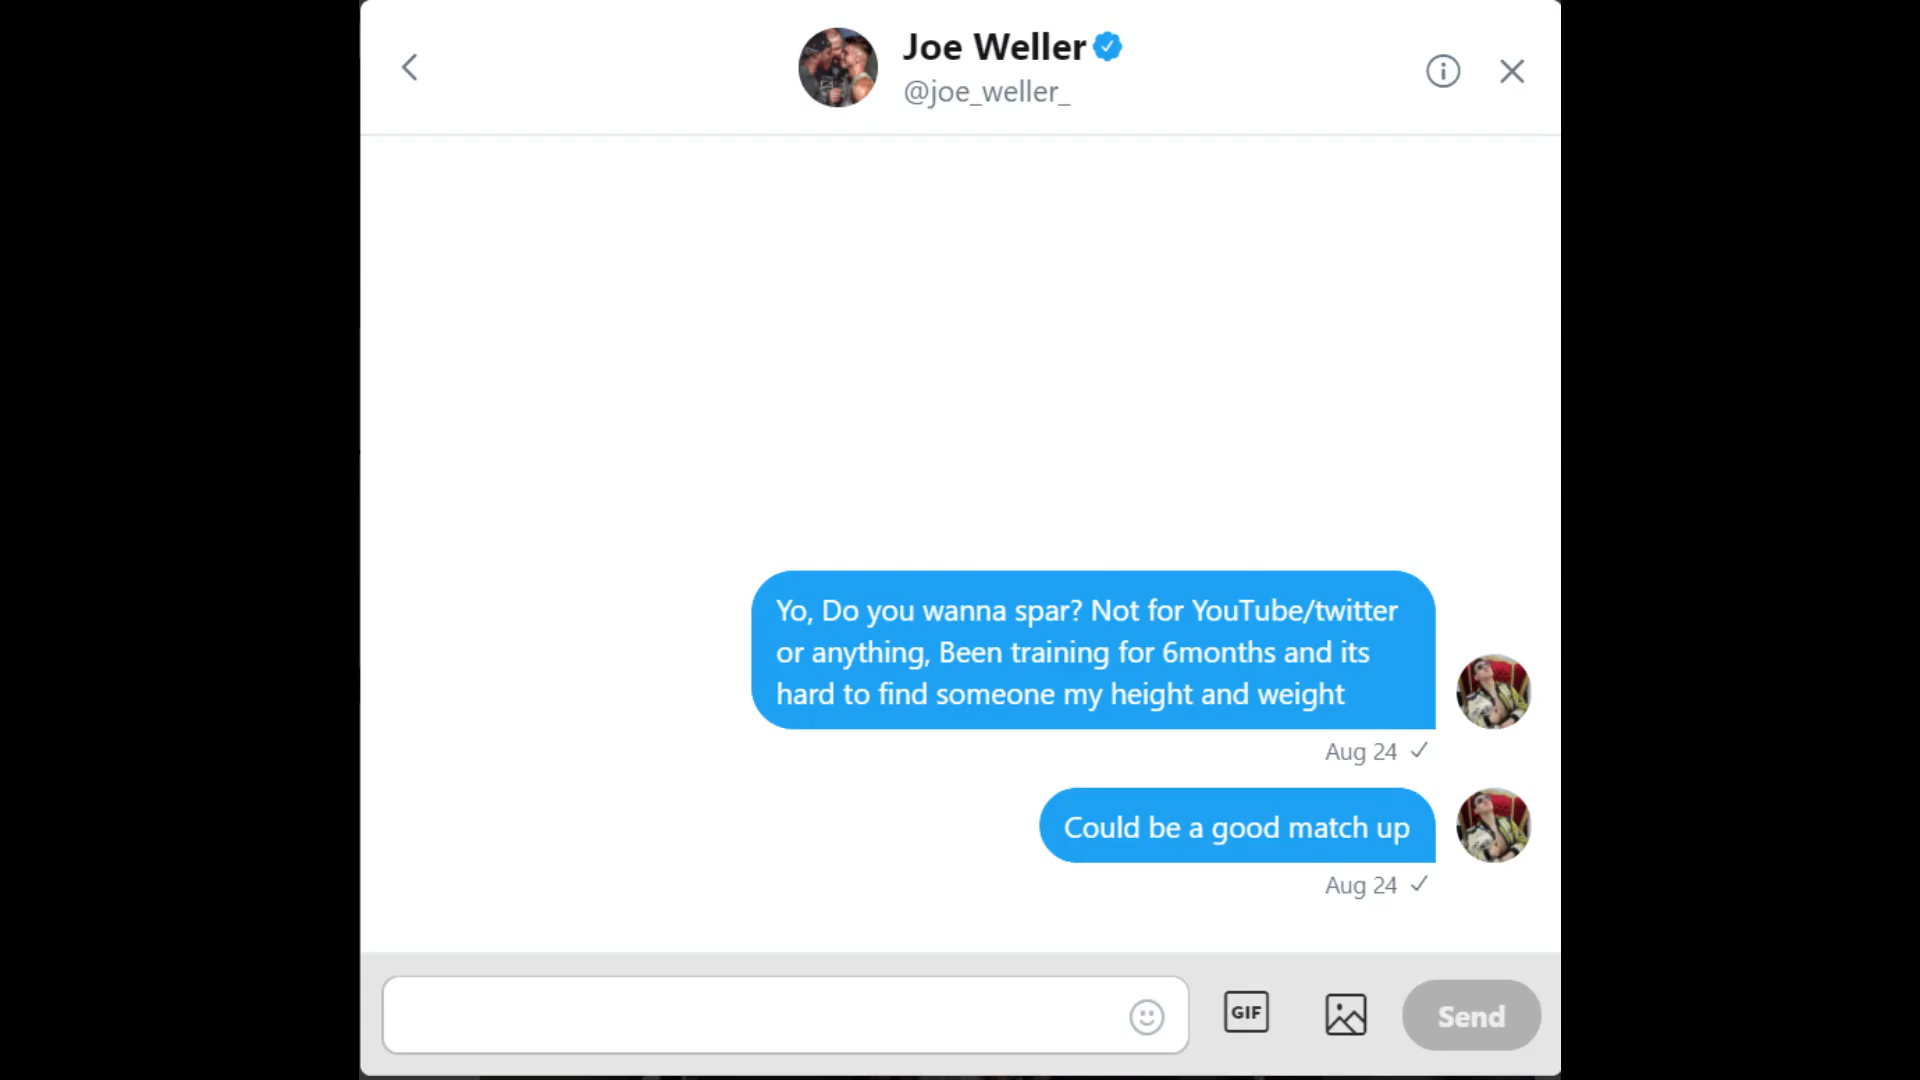 Joe Weller
@joe_weller_
Yo, Do you wanna spar? Not for YouTube/twitter
or anything, Been training for 6months and its
hard to find someone my height and weight
Aug 24
Could be a good match up
Aug 24
GIF
Send